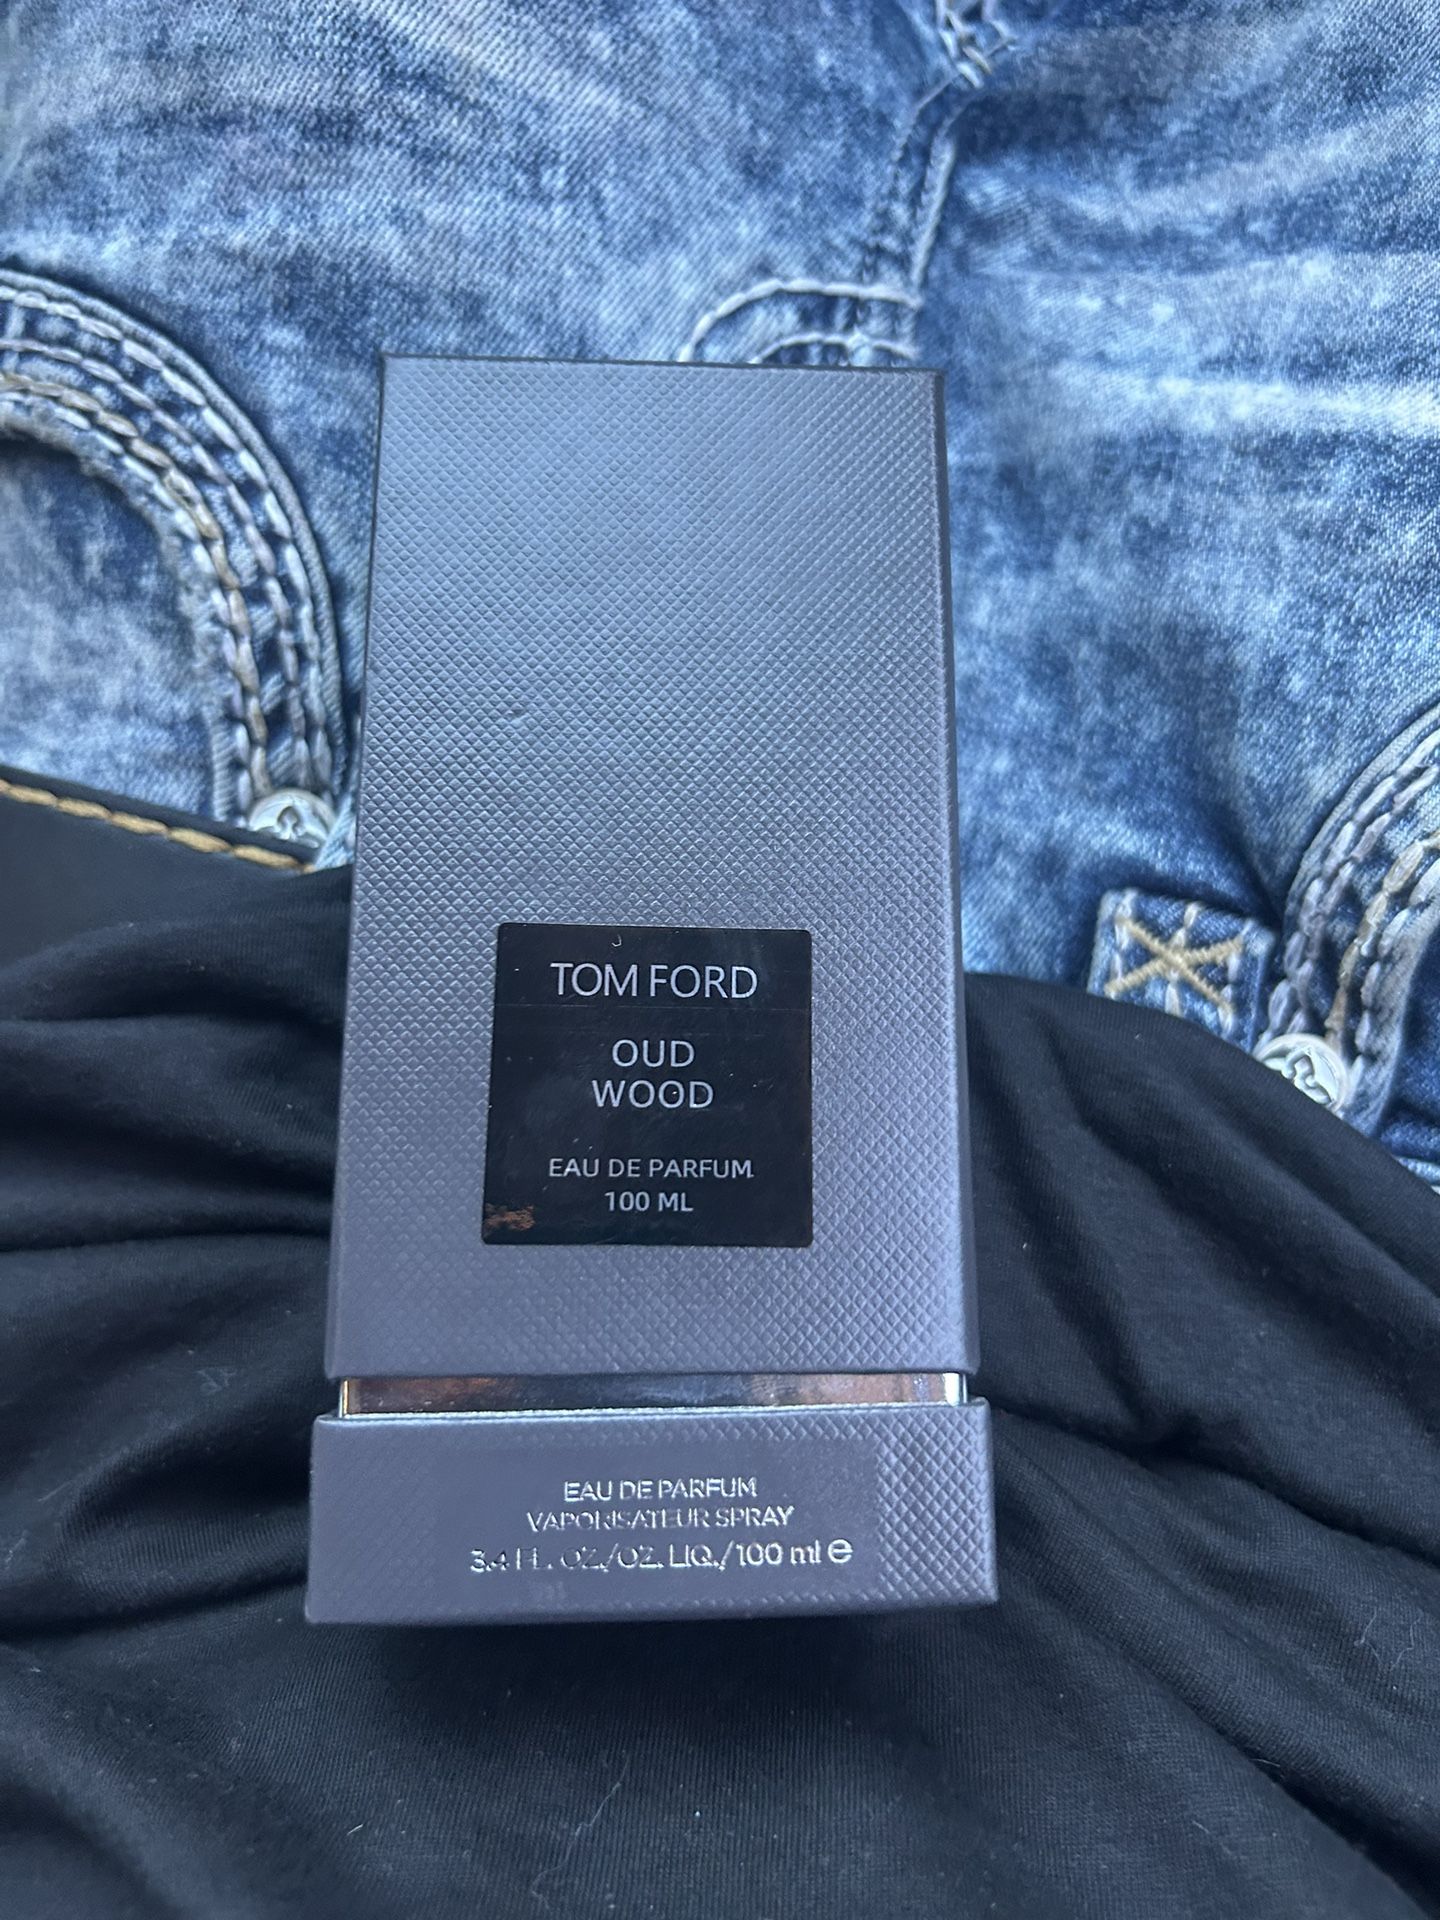 TOM FORD
OUD
WOOD
EAU DE PARFUM
100 ML
EAU DE PARFUM
VAPORISATEUR SPRAY
3.4 FL. OZ./OZ. LIQ./100 ml ℮